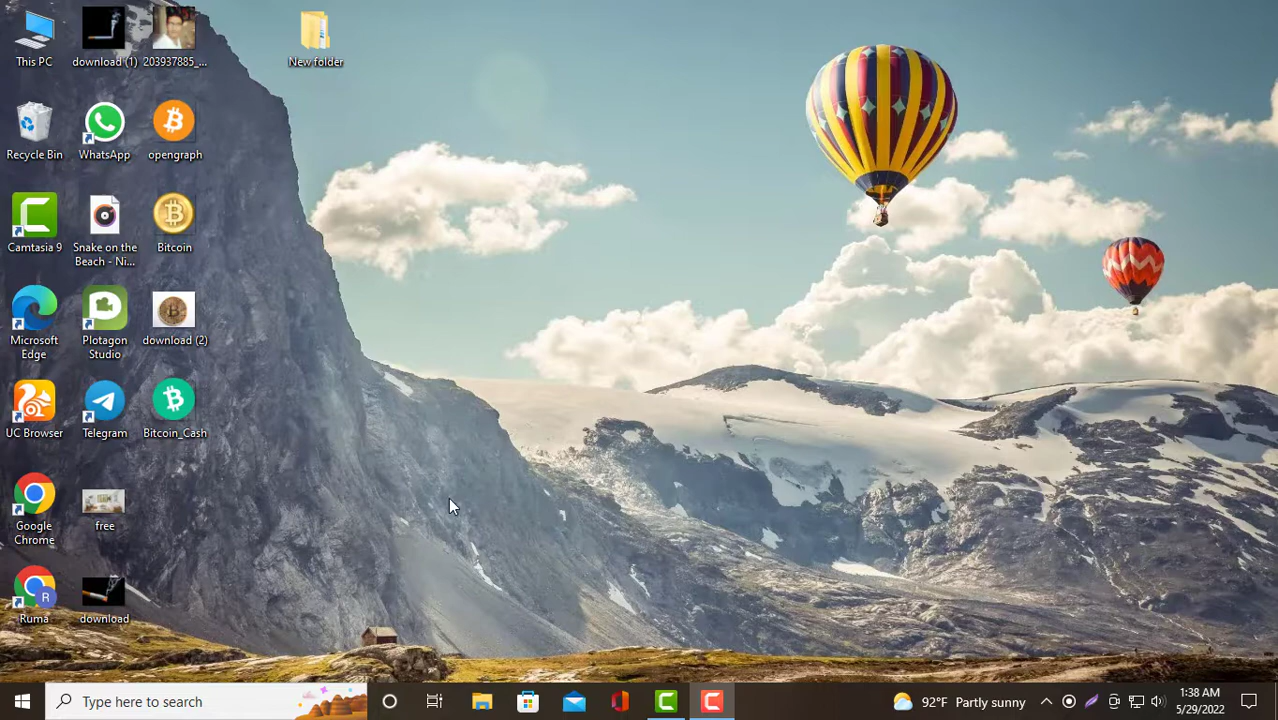 This PC
download (1)
203937885_...
New folder
Recycle Bin
WhatsApp
opengraph
Camtasia 9
Snake on the
Beach - Ni...
Bitcoin
Microsoft
Edge
Plotagon
Studio
download (2)
UC Browser
Telegram
Bitcoin_Cash
Google
Chrome
free
R
Ruma
download
Type here to search
92°F Partly sunny
1:38 AM
5/29/2022